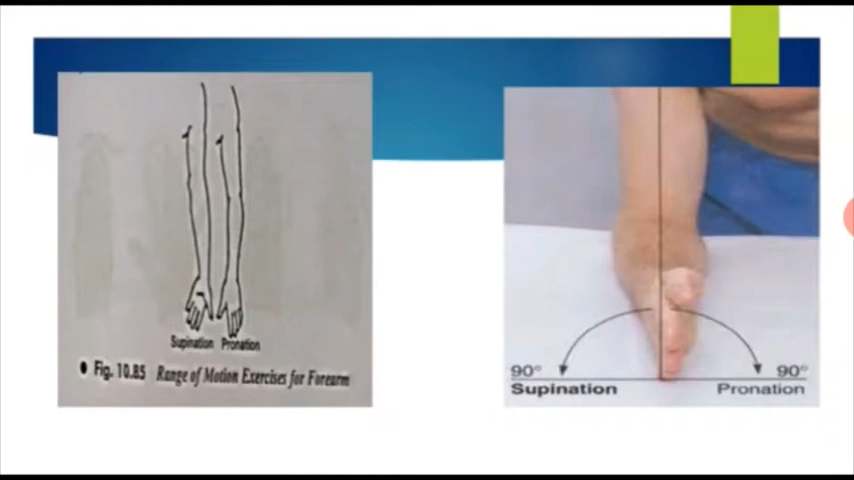 Supination Pronation
Fig. 10.85 Range of Motion Exercises for Forearm
90° 90°
Supination Pronation